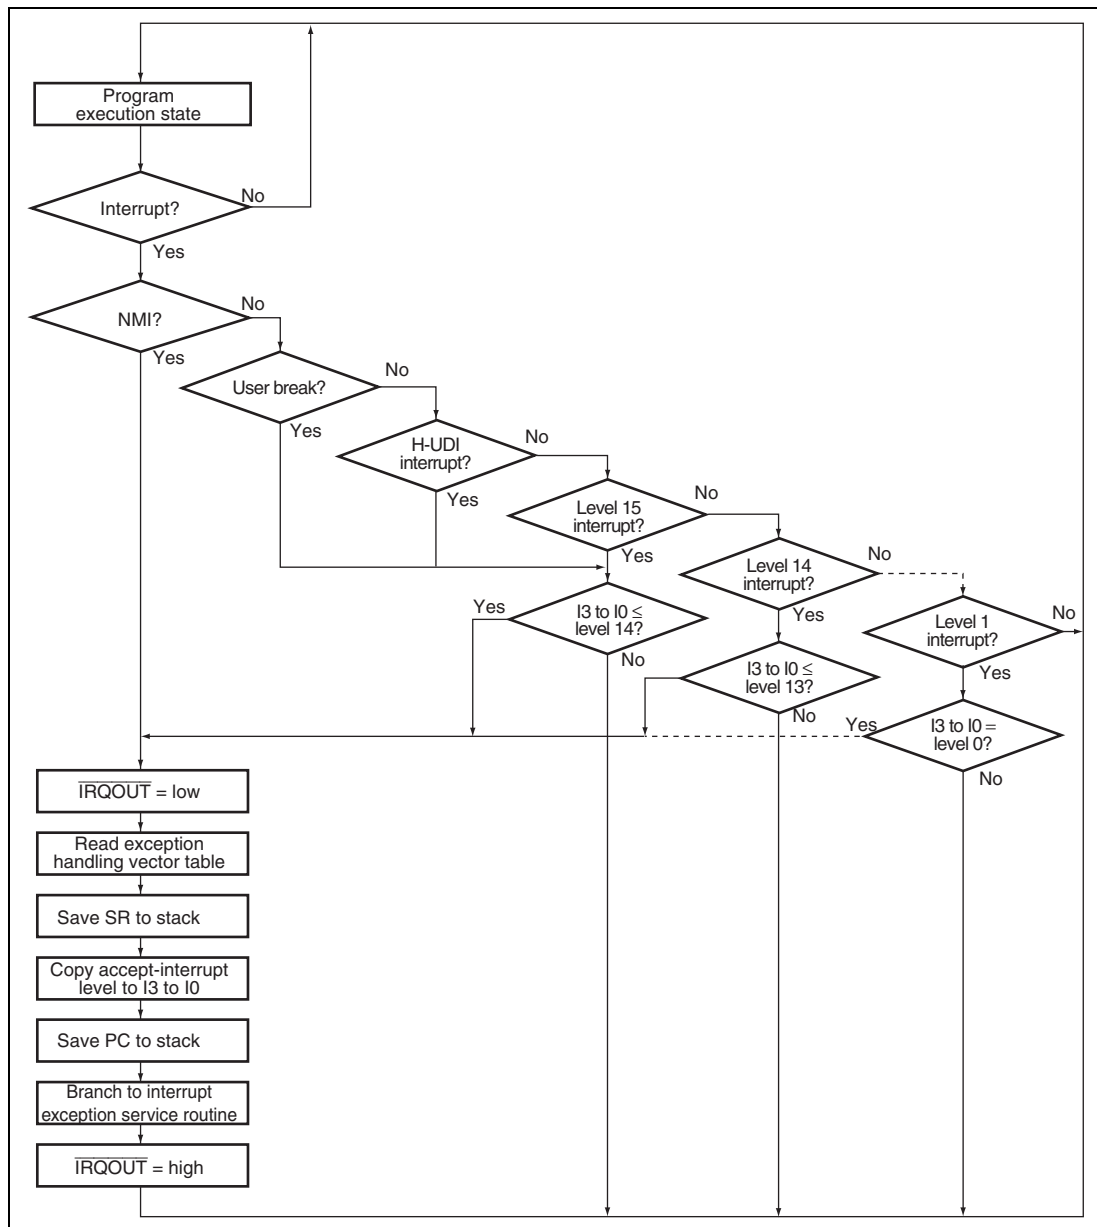 Program
execution state
Interrupt?
No
Yes
NMI?
No
Yes
User break?
No
Yes
H-UDI
interrupt?
No
Yes
Level 15
interrupt?
No
Yes
Level 14
interrupt?
No
Yes
Level 1
interrupt?
No
Yes
I3 to I0 ≤
level 14?
Yes
No
I3 to I0 ≤
level 13?
No
I3 to I0 =
level 0?
Yes
No
IRQOUT = low
Read exception
handling vector table
Save SR to stack
Copy accept-interrupt
level to I3 to I0
Save PC to stack
Branch to interrupt
exception service routine
IRQOUT = high